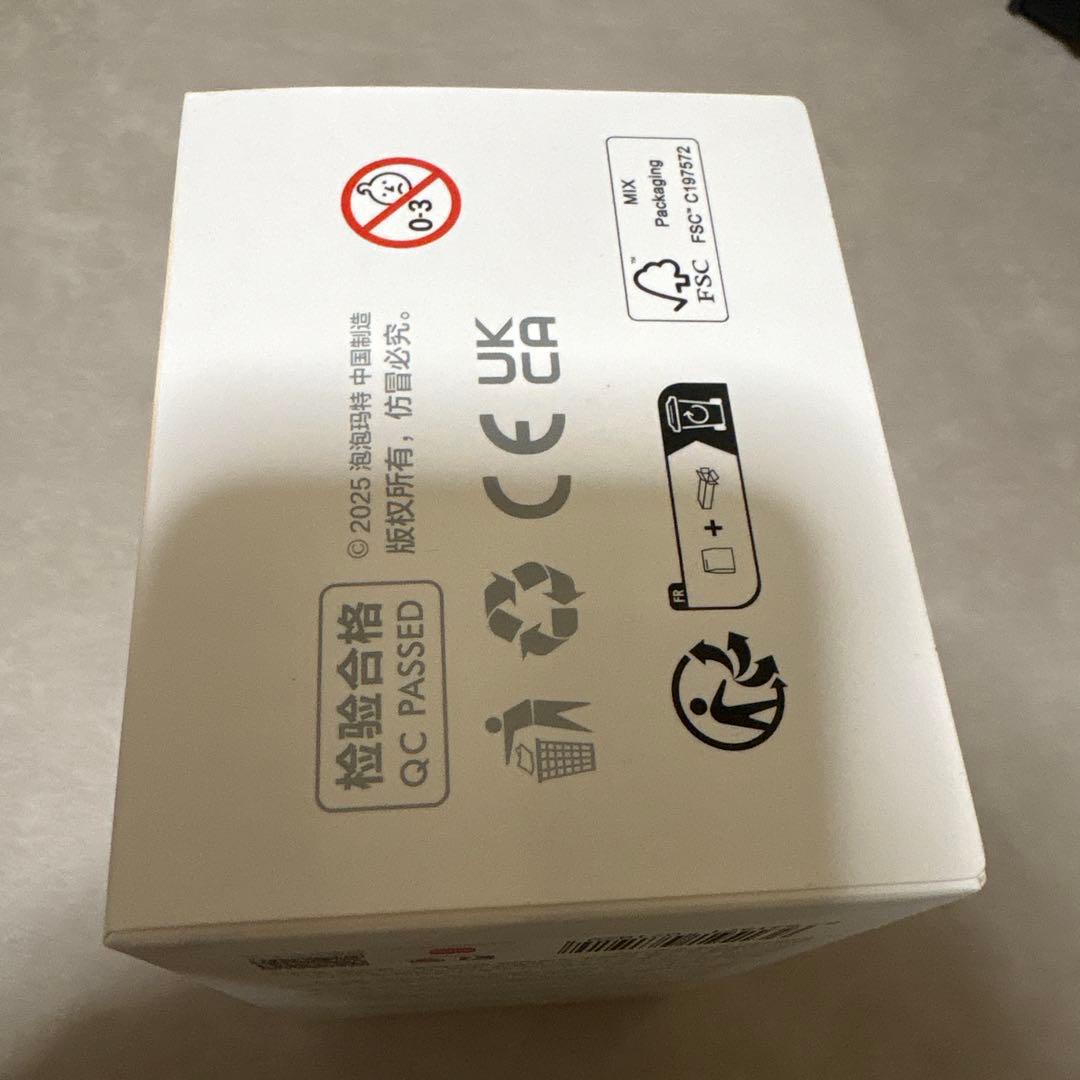 检验合格
QC PASSED
© 2025 泡泡玛特 中国制造
版权所有，仿冒必究。
0-3
CE
UK
CA
FR
+
MIX
Packaging
FSC™ C197572
™
FSC